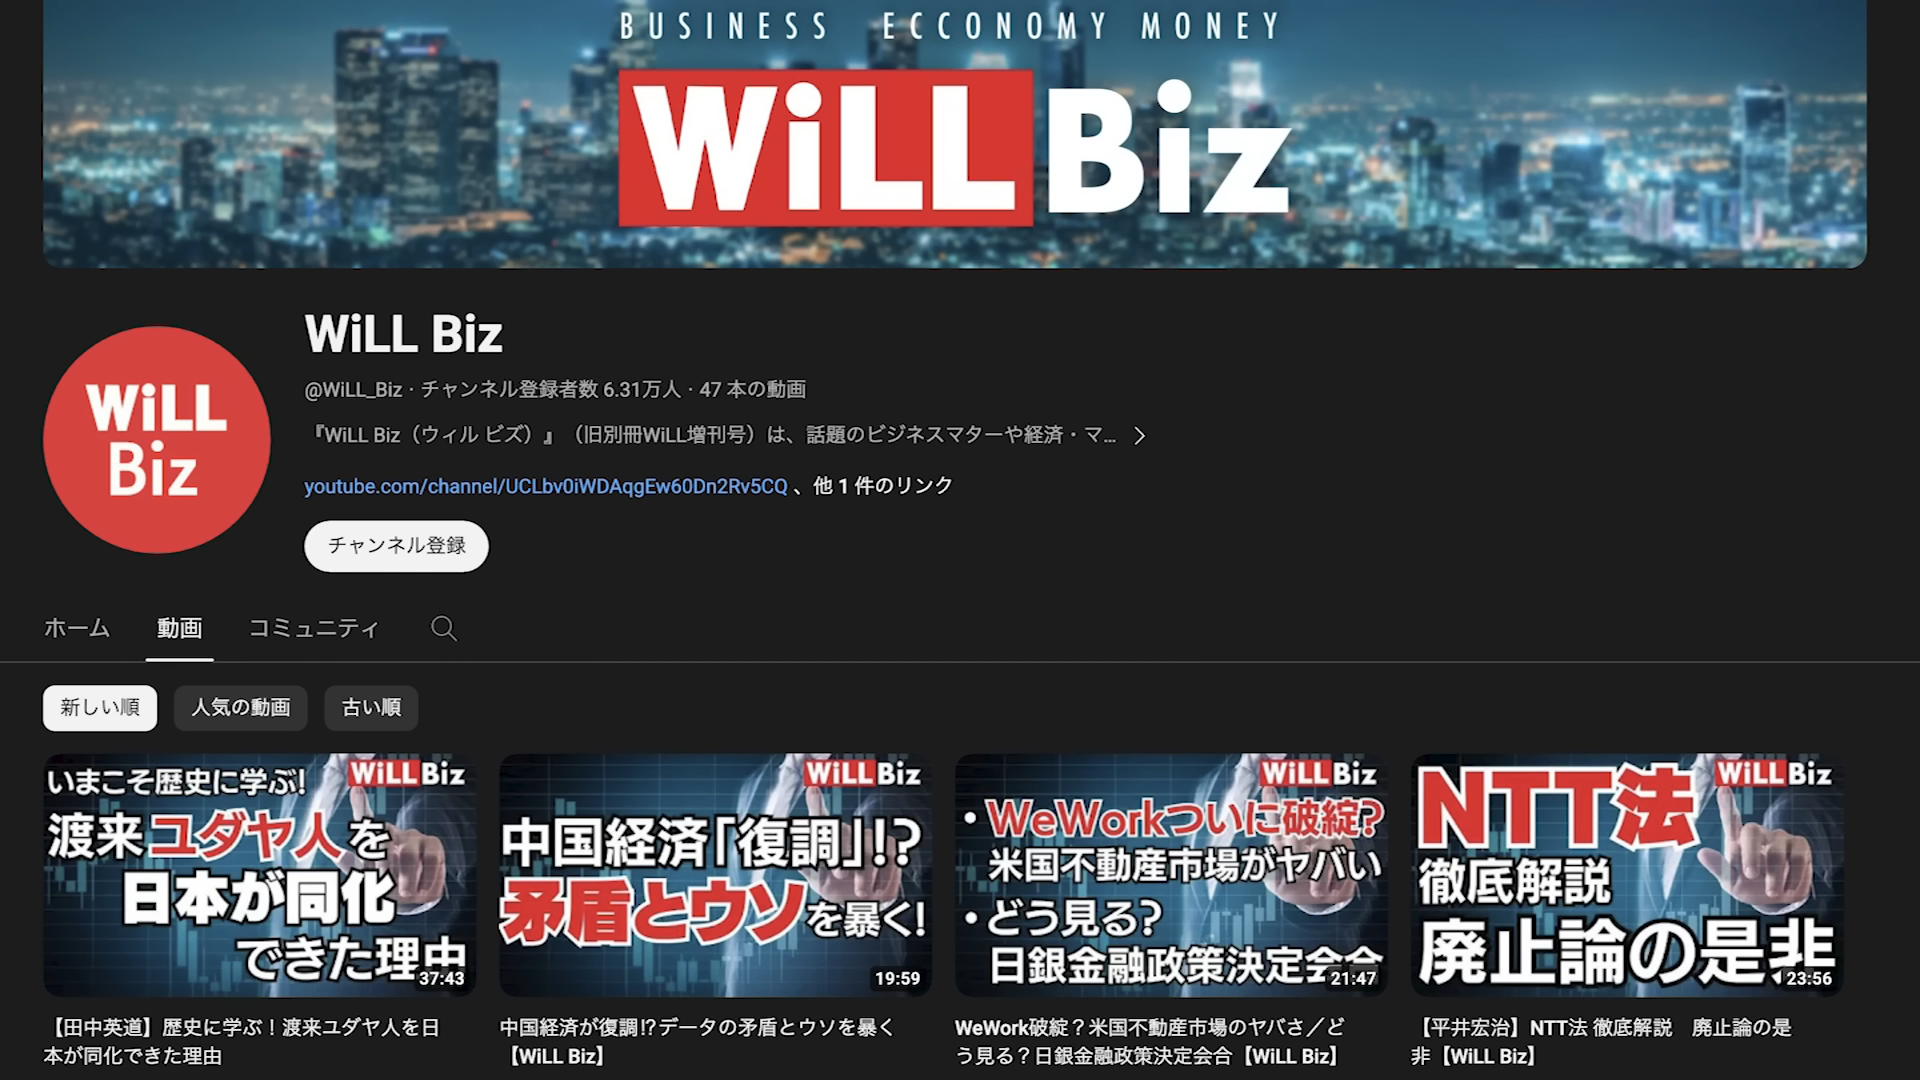 BUSINESS ECCONOMY MONEY
WiLL Biz
WiLL Biz
WiLL
Biz
@WiLL_Biz · チャンネル登録者数 6.31万人 · 47 本の動画
『WiLL Biz（ウィル ビズ）』（旧別冊WiLL増刊号）は、話題のビジネスマターや経済・マ...
youtube.com/channel/UCLbv0iWDAqgEw60Dn2Rv5CQ 、他 1 件のリンク
チャンネル登録
ホーム 動画 コミュニティ
新しい順 人気の動画 古い順
いまこそ歴史に学ぶ! WiLL Biz
渡来ユダヤ人を
日本が同化
できた理由
37:43
WiLL Biz
中国経済「復調」!?
矛盾とウソを暴く!
19:59
WiLL Biz
・WeWorkついに破綻?
米国不動産市場がヤバい
・どう見る?
日銀金融政策決定会合
21:47
NTT法 WiLL Biz
徹底解説
廃止論の是非
23:56
【田中英道】歴史に学ぶ！渡来ユダヤ人を日
本が同化できた理由
中国経済が復調!?データの矛盾とウソを暴く
【WiLL Biz】
WeWork破綻？米国不動産市場のヤバさ／ど
う見る？日銀金融政策決定会合【WiLL Biz】
【平井宏治】NTT法 徹底解説　廃止論の是
非【WiLL Biz】